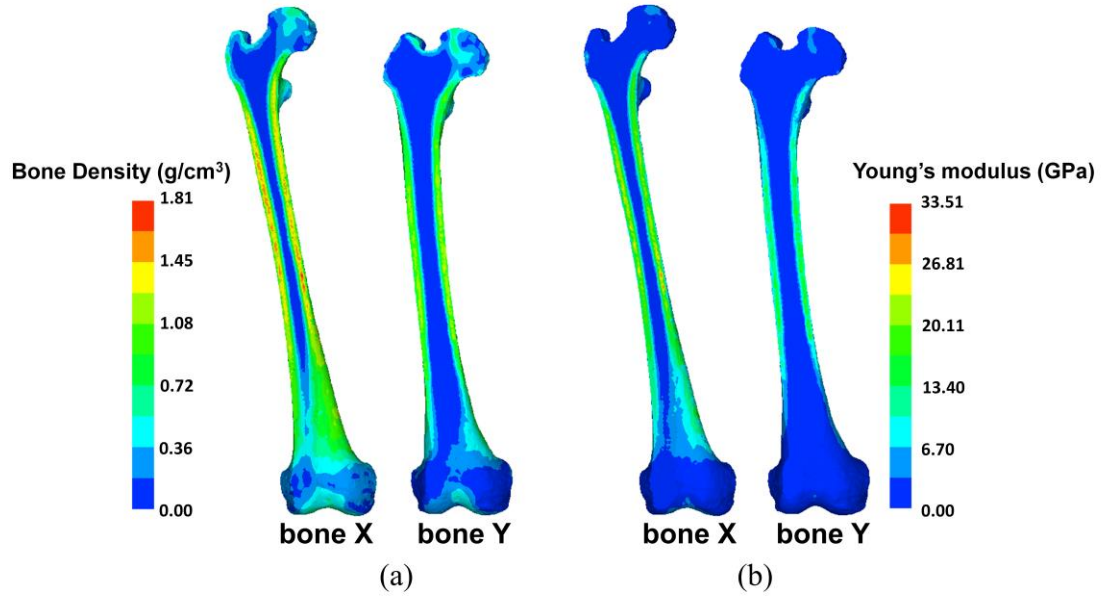 Bone Density (g/cm³)
1.81
1.45
1.08
0.72
0.36
0.00
bone X
bone Y
(a)
Young's modulus (GPa)
33.51
26.81
20.11
13.40
6.70
0.00
bone X
bone Y
(b)